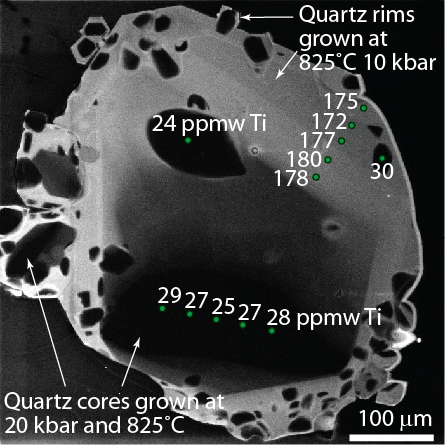 Quartz rims
grown at
825˚C 10 kbar
175
172
177
180
178
30
24 ppmw Ti
29 27 25 27 28 ppmw Ti
Quartz cores grown at
20 kbar and 825˚C
100 µm